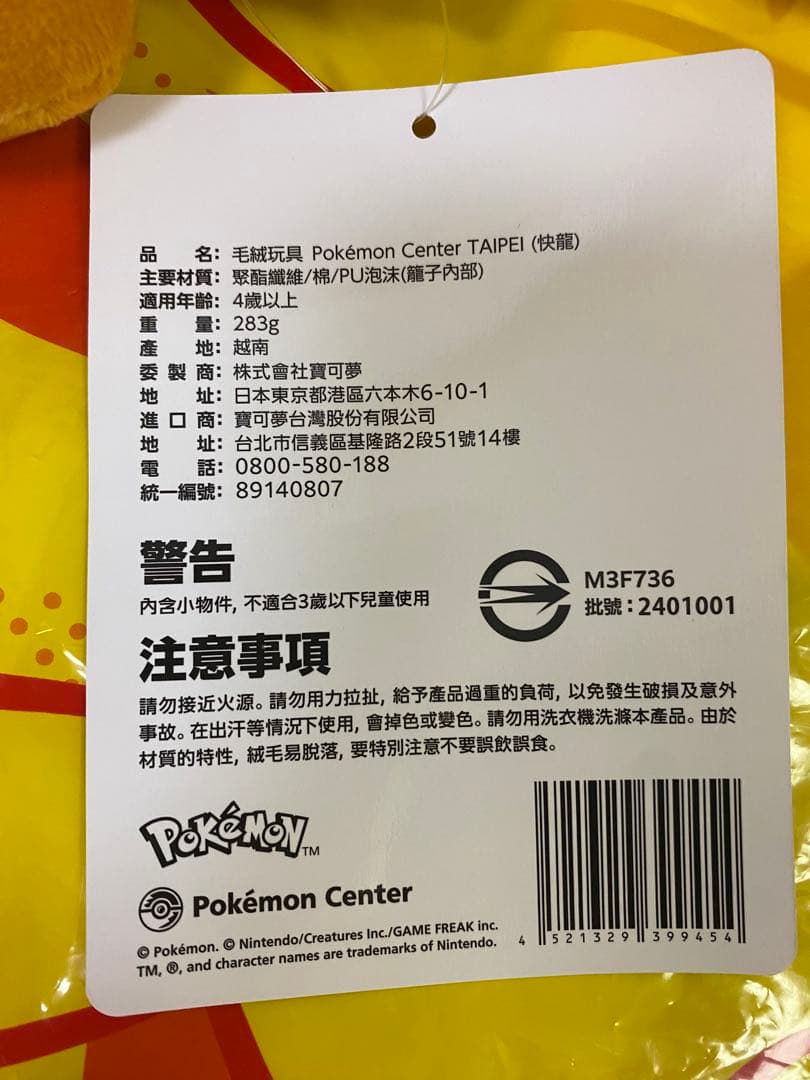 品　　名： 毛絨玩具 Pokémon Center TAIPEI (快龍)
主要材質： 聚酯纖維/棉/PU泡沫(籠子內部)
適用年齡： 4歲以上
重　　量： 283g
產　　地： 越南
委 製 商： 株式會社寶可夢
地　　址： 日本東京都港區六本木6-10-1
進 口 商： 寶可夢台灣股份有限公司
地　　址： 台北市信義區基隆路2段51號14樓
電　　話： 0800-580-188
統一編號： 89140807
警告
內含小物件, 不適合3歲以下兒童使用
M3F736
批號：2401001
注意事項
請勿接近火源。請勿用力拉扯, 給予產品過重的負荷, 以免發生破損及意外
事故。在出汗等情況下使用, 會掉色或變色。請勿用洗衣機洗滌本產品。由於
材質的特性, 絨毛易脫落, 要特別注意不要誤飲誤食。
POKéMON TM
Pokémon Center
© Pokémon. © Nintendo/Creatures Inc./GAME FREAK inc.
TM, ®, and character names are trademarks of Nintendo.
4 521329 399454